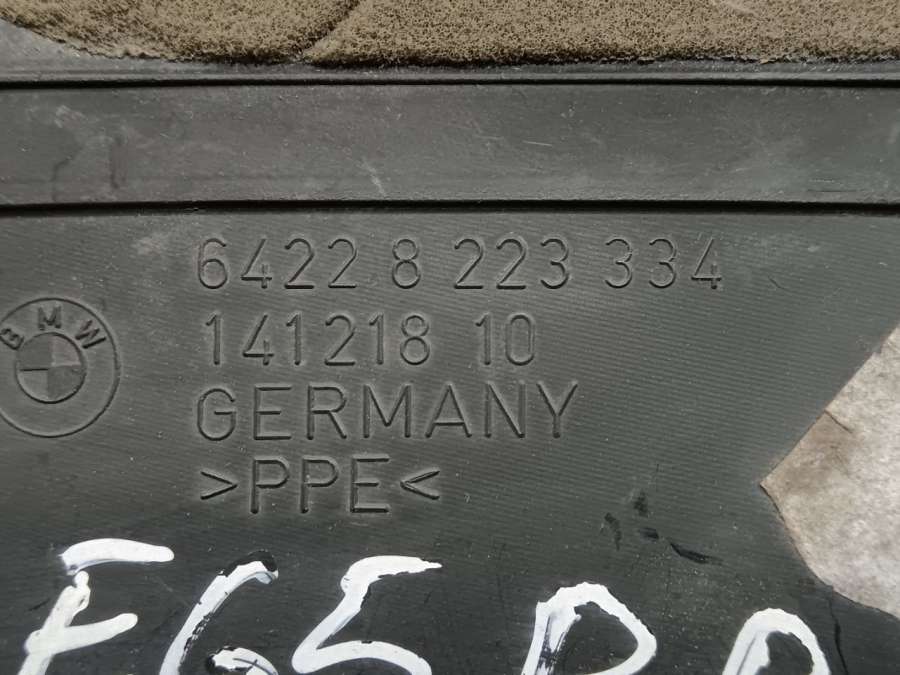 6422 8 223 334
BMW
141218 10
GERMANY
>PPE<
E65